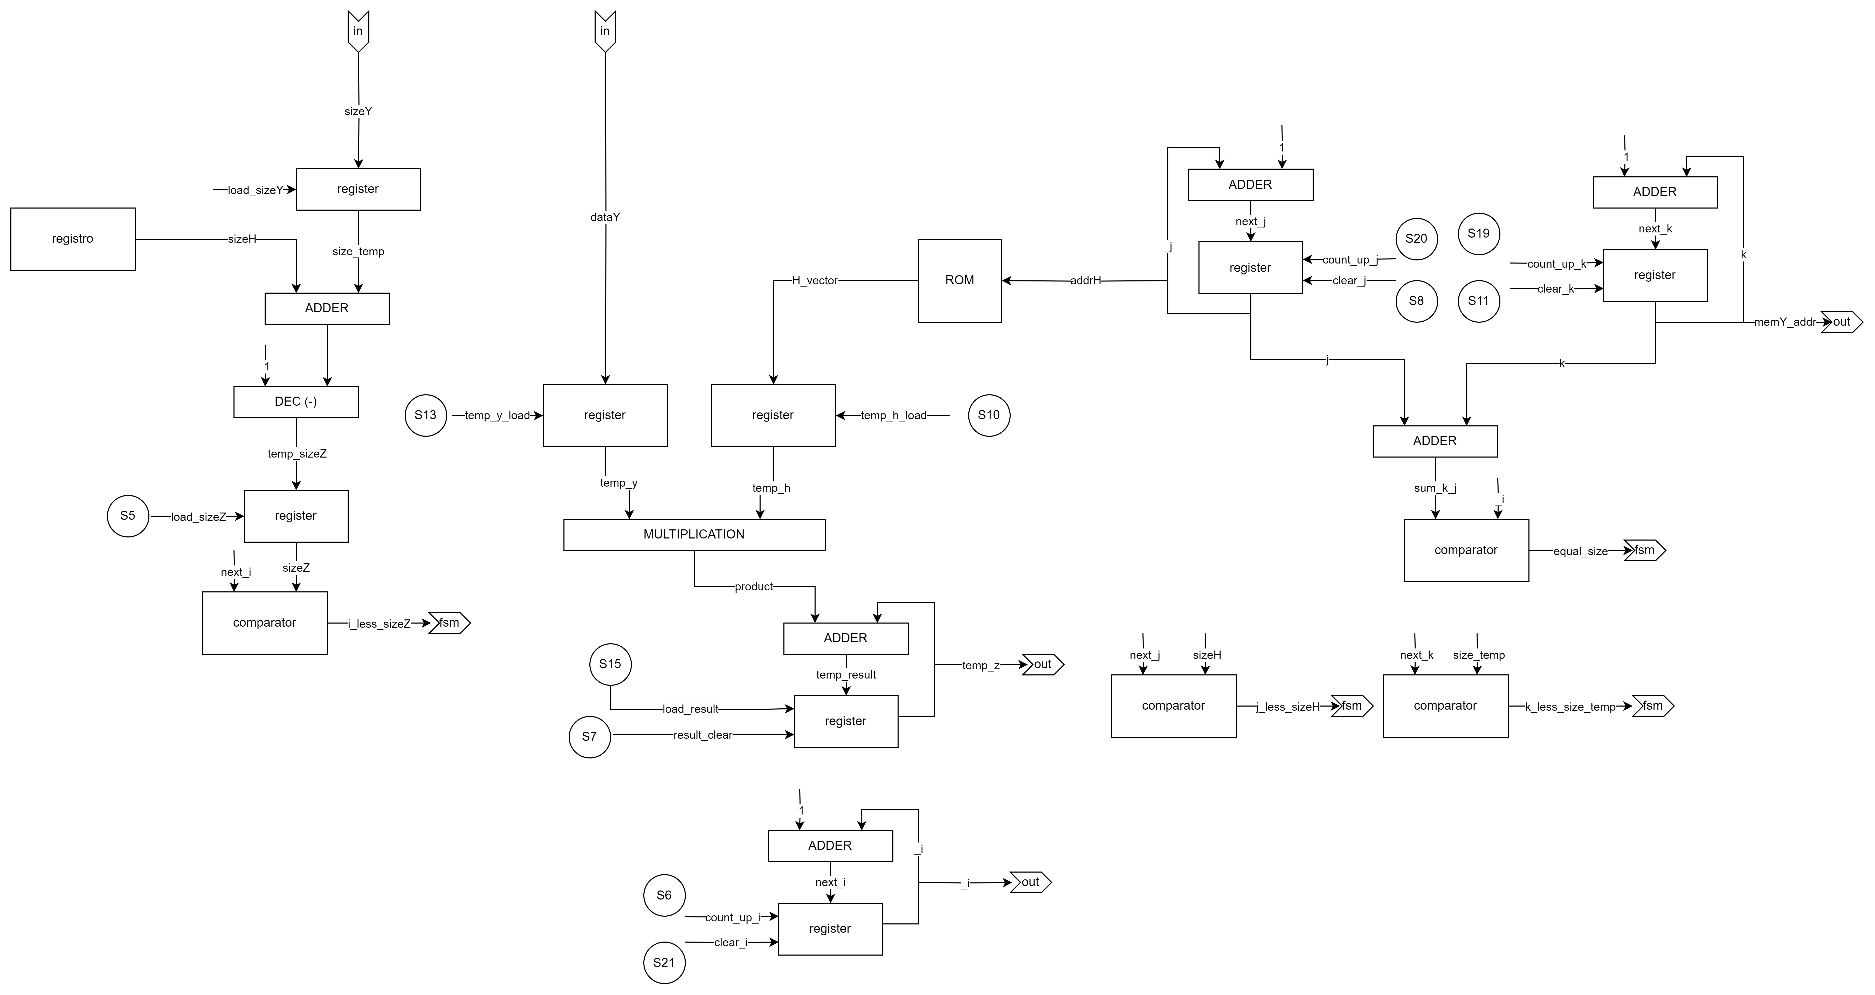 in
sizeY
load_sizeY
register
registro
sizeH
size_temp
ADDER
1
DEC (-)
temp_sizeZ
S5
load_sizeZ
register
next_i
sizeZ
comparator
i_less_sizeZ
fsm
in
dataY
S13
temp_y_load
register
temp_y
H_vector
ROM
addrH
register
temp_h_load
S10
temp_h
MULTIPLICATION
product
ADDER
temp_result
S15
load_result
S7
result_clear
register
temp_z
out
1
ADDER
_i
next_i
_i
out
S6
count_up_i
clear_i
S21
register
1
ADDER
j
next_j
register
count_up_j
clear_j
S20
S8
1
ADDER
next_k
k
S19
S11
count_up_k
clear_k
register
memY_addr
out
j
k
ADDER
sum_k_j
_i
comparator
equal_size
fsm
next_j
sizeH
comparator
j_less_sizeH
fsm
next_k
size_temp
comparator
k_less_size_temp
fsm